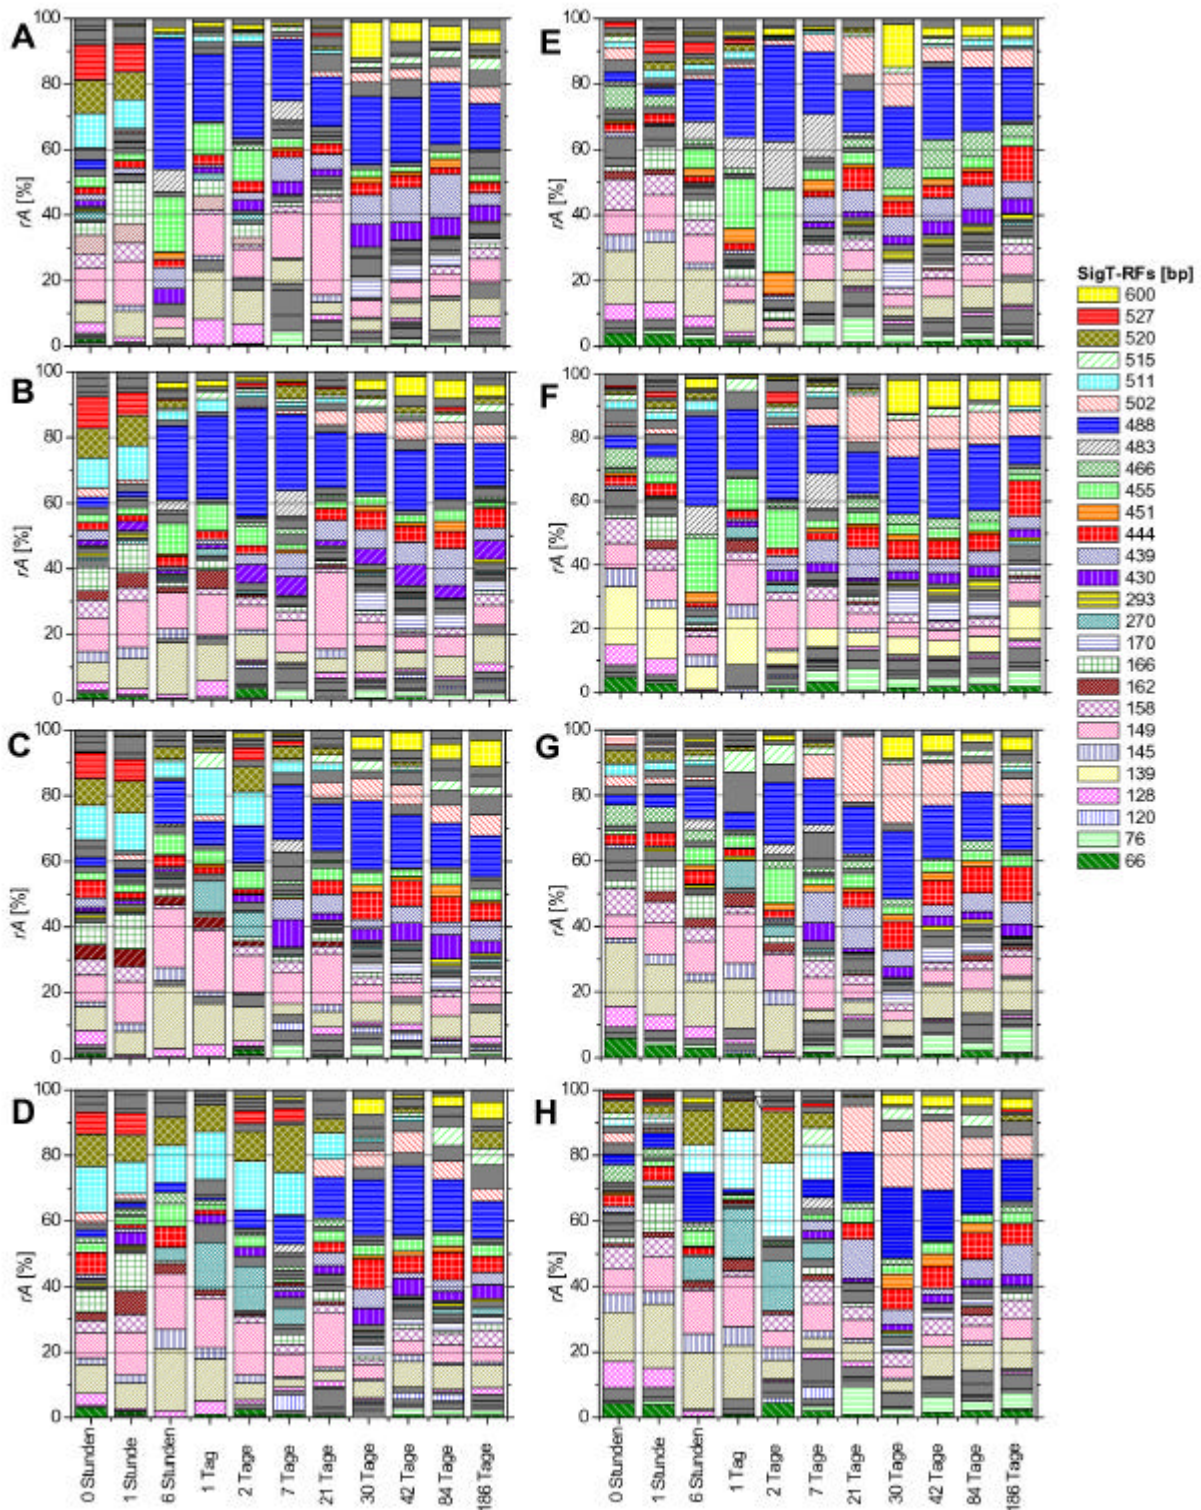 A
100
80
60
40
20
0
rA [%]
E
100
80
60
40
20
0
rA [%]
B
100
80
60
40
20
0
rA [%]
F
100
80
60
40
20
0
rA [%]
C
100
80
60
40
20
0
rA [%]
G
100
80
60
40
20
0
rA [%]
D
100
80
60
40
20
0
rA [%]
H
100
80
60
40
20
0
rA [%]
0 Stunden
1 Stunde
6 Stunden
1 Tag
2 Tage
7 Tage
21 Tage
30 Tage
42 Tage
84 Tage
186 Tage
0 Stunden
1 Stunde
6 Stunden
1 Tag
2 Tage
7 Tage
21 Tage
30 Tage
42 Tage
84 Tage
186 Tage
SigT-RFs [bp]
600
527
520
515
511
502
488
483
466
455
451
444
439
430
293
270
170
166
162
158
149
145
139
128
120
76
66